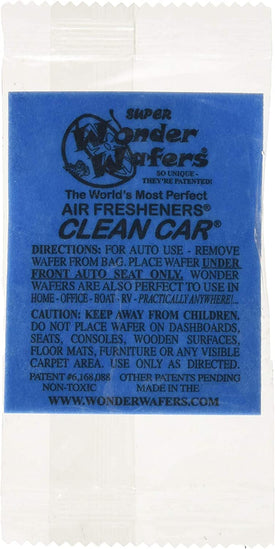 SUPER
Wonder
Wafers®
SO UNIQUE -
THEY'RE PATENTED!
The World's Most Perfect
AIR FRESHENERS®
CLEAN CAR®
DIRECTIONS: FOR AUTO USE - REMOVE
WAFER FROM BAG. PLACE WAFER UNDER
FRONT AUTO SEAT ONLY. WONDER
WAFERS ARE ALSO PERFECT TO USE IN
HOME - OFFICE - BOAT - RV - PRACTICALLY ANYWHERE!...
CAUTION: KEEP AWAY FROM CHILDREN.
DO NOT PLACE WAFER ON DASHBOARDS,
SEATS, CONSOLES, WOODEN SURFACES,
FLOOR MATS, FURNITURE OR ANY VISIBLE
CARPET AREA. USE ONLY AS DIRECTED.
PATENT #6,168,088 OTHER PATENTS PENDING
NON-TOXIC MADE IN THE
WWW.WONDERWAFERS.COM